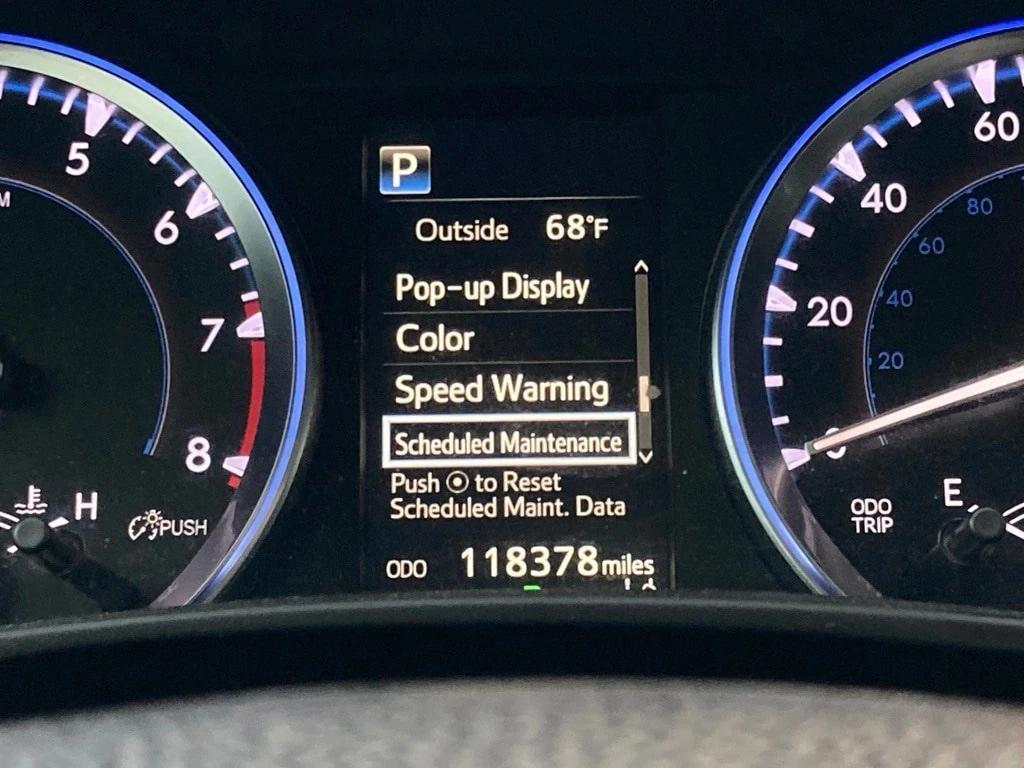 5
6
7
8
H
PUSH
P
Outside 68°F
Pop-up Display
Color
Speed Warning
Scheduled Maintenance
Push to Reset
Scheduled Maint. Data
ODO 118378 miles
60
40
20
0
80
60
40
20
ODO
TRIP
E